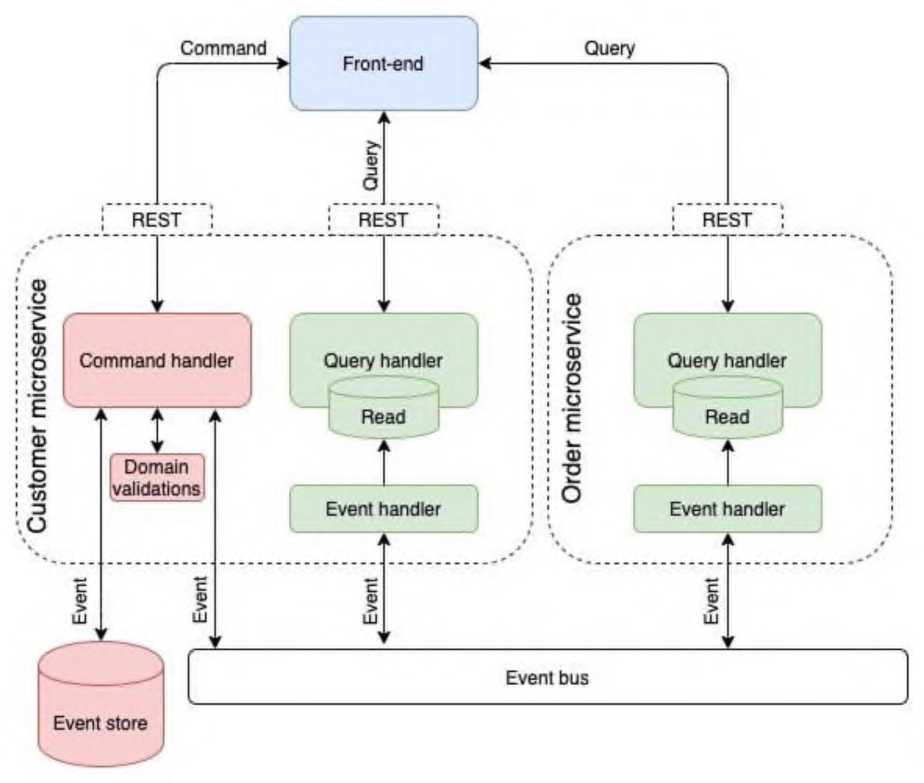 Command
Front-end
Query
Query
REST
REST
REST
Customer microservice
Command handler
Query handler
Read
Domain
validations
Event handler
Order microservice
Query handler
Read
Event handler
Event
Event
Event
Event
Event store
Event bus